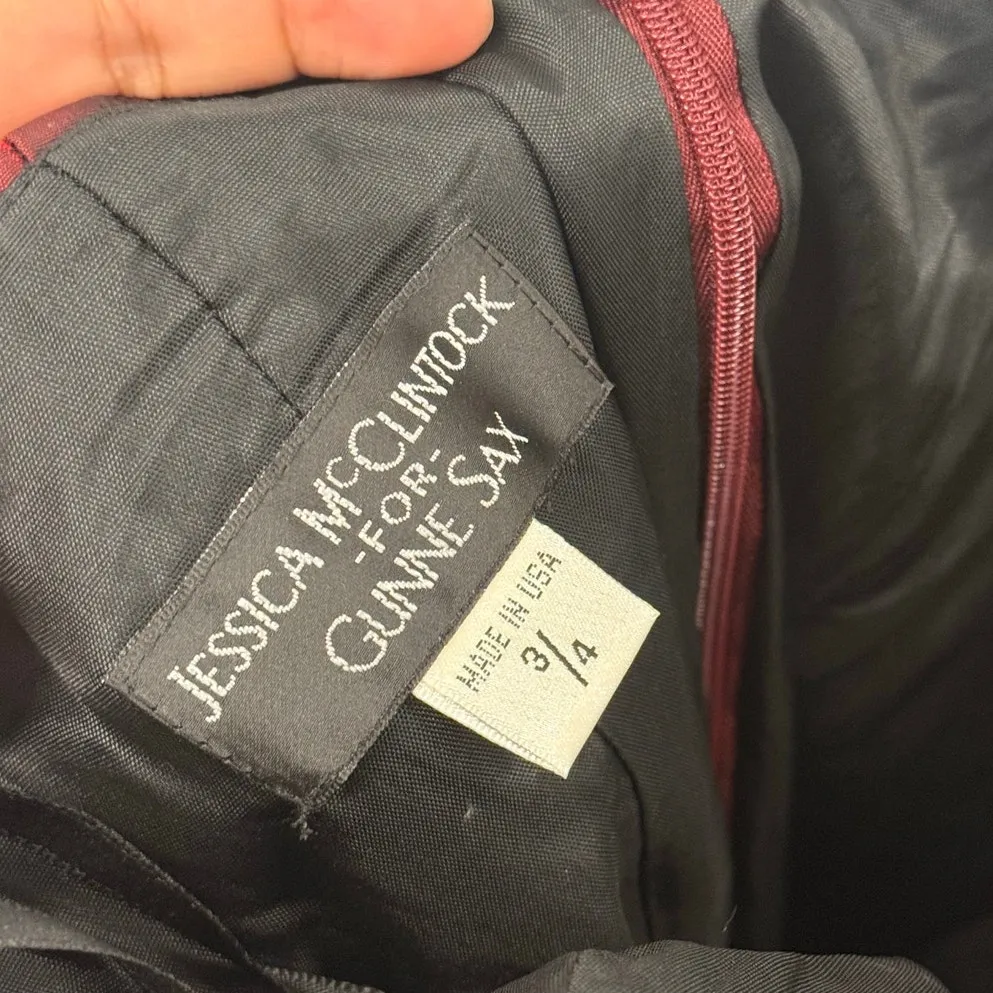 JESSICA MCCLINTOCK
-FOR-
GUNNE SAX
MADE IN USA
3/4